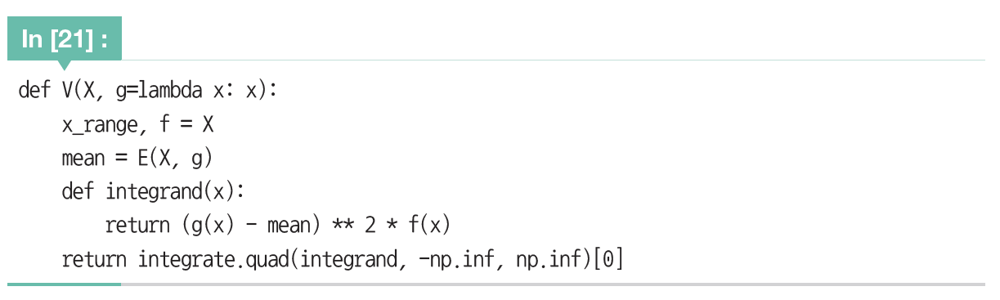 In [21] :
def V(X, g=lambda x: x):
    x_range, f = X
    mean = E(X, g)
    def integrand(x):
        return (g(x) - mean) ** 2 * f(x)
    return integrate.quad(integrand, -np.inf, np.inf)[0]